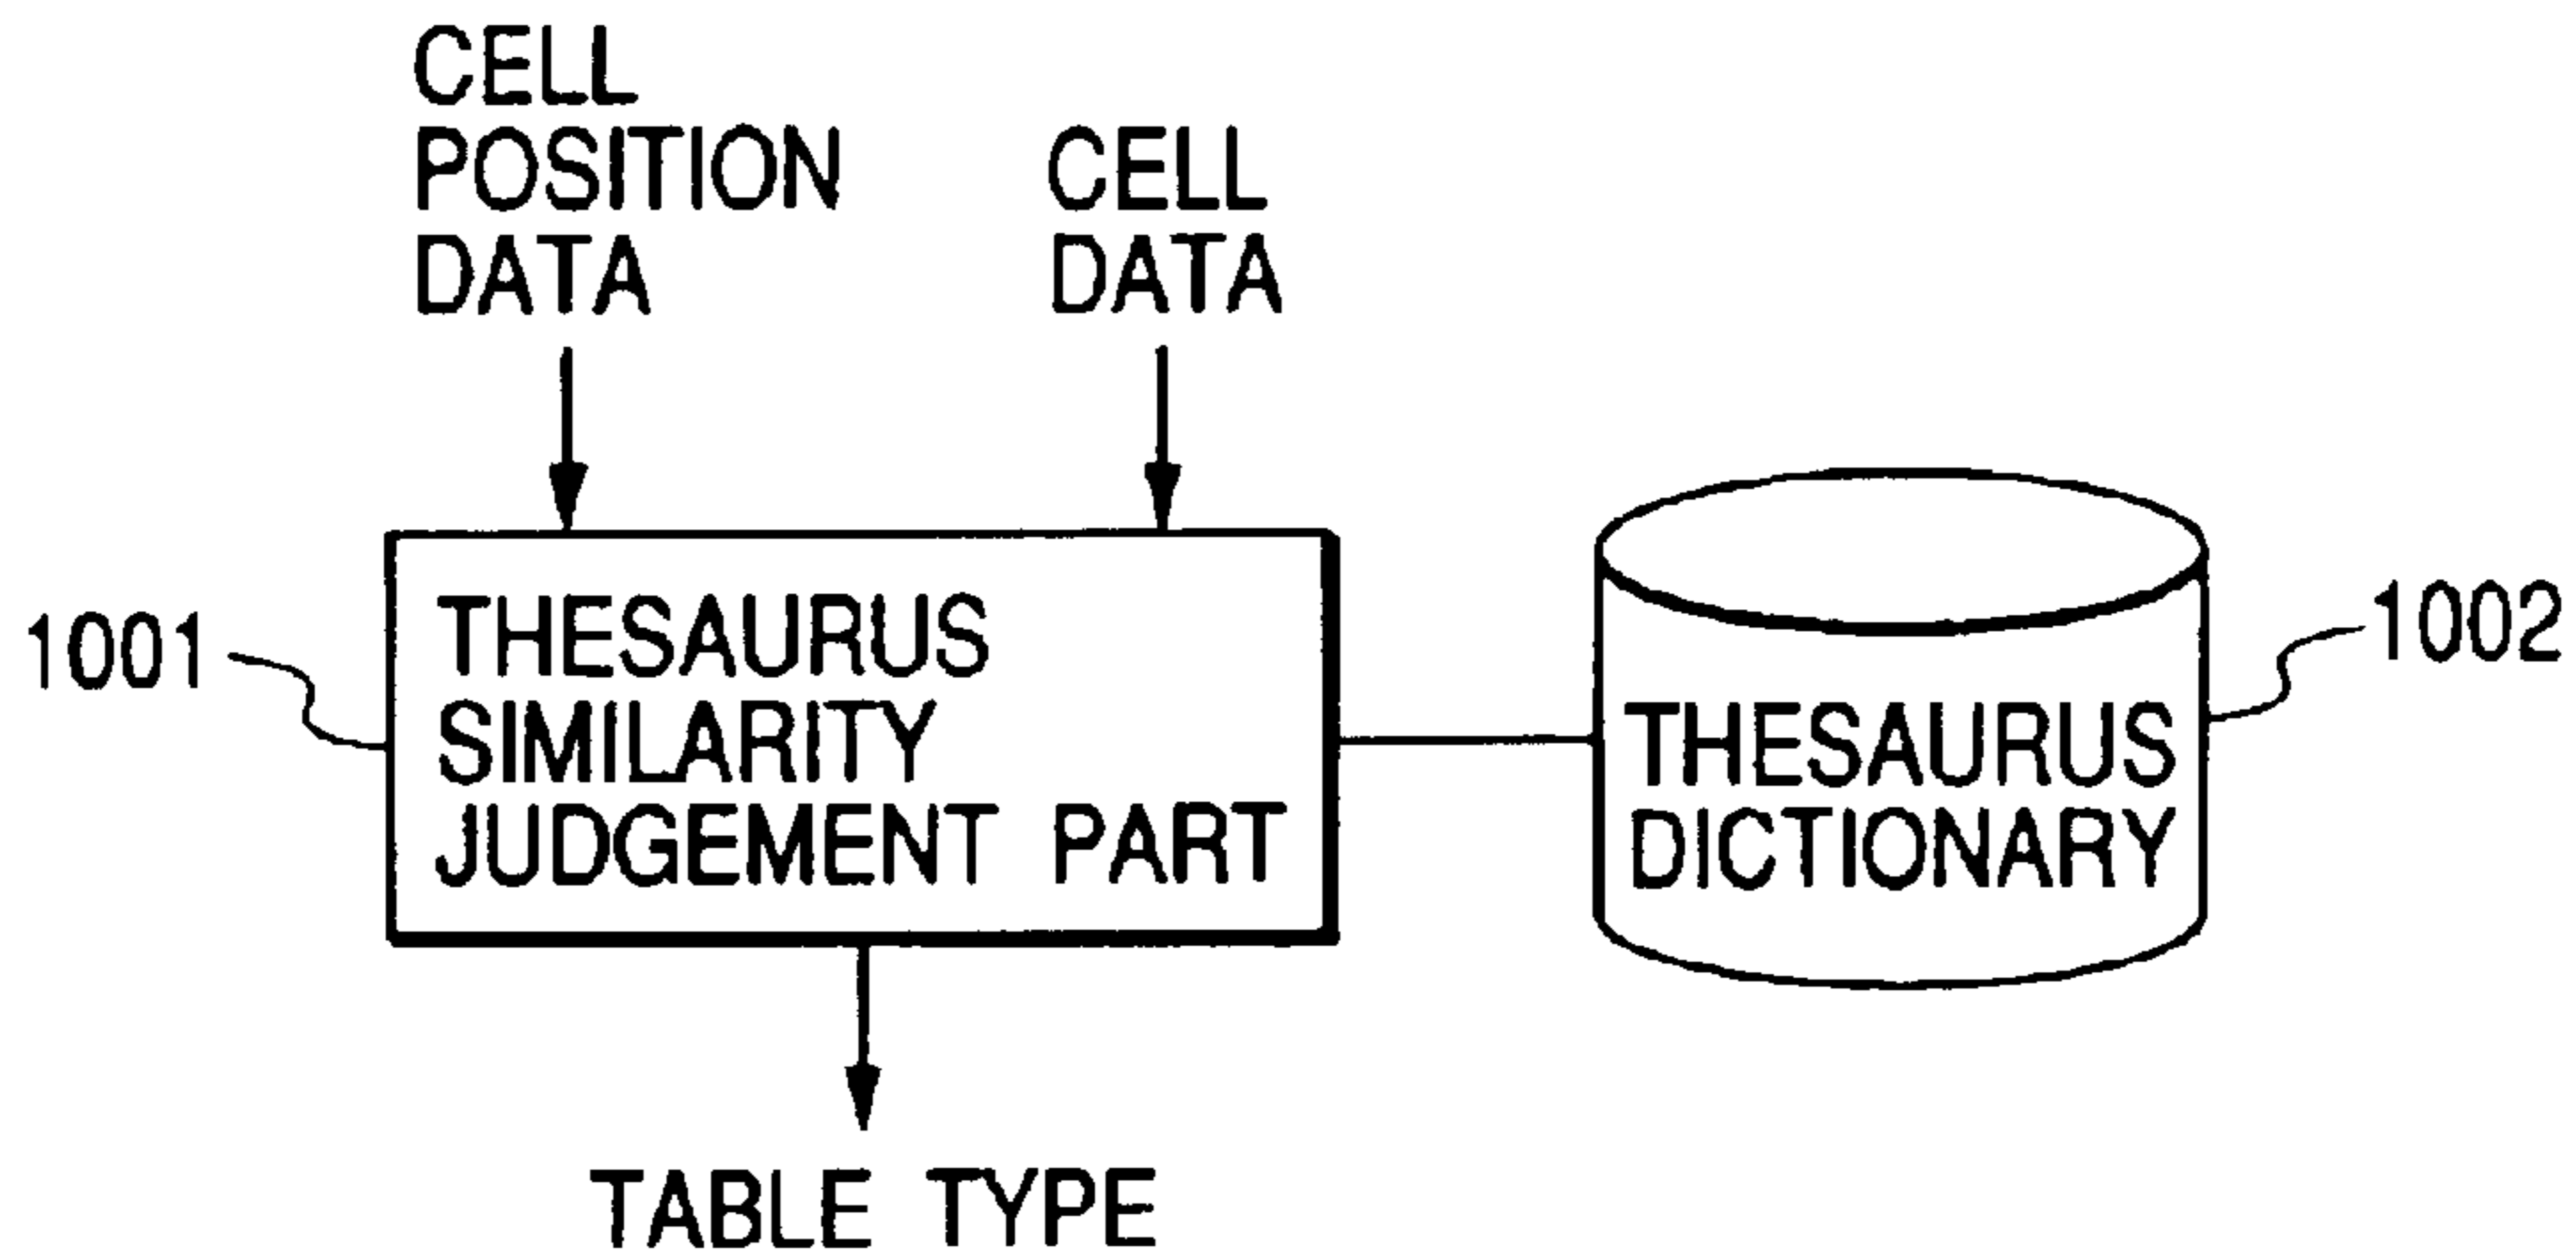 CELL
POSITION
DATA
CELL
DATA
1001
THESAURUS
SIMILARITY
JUDGEMENT PART
THESAURUS
DICTIONARY
1002
TABLE TYPE